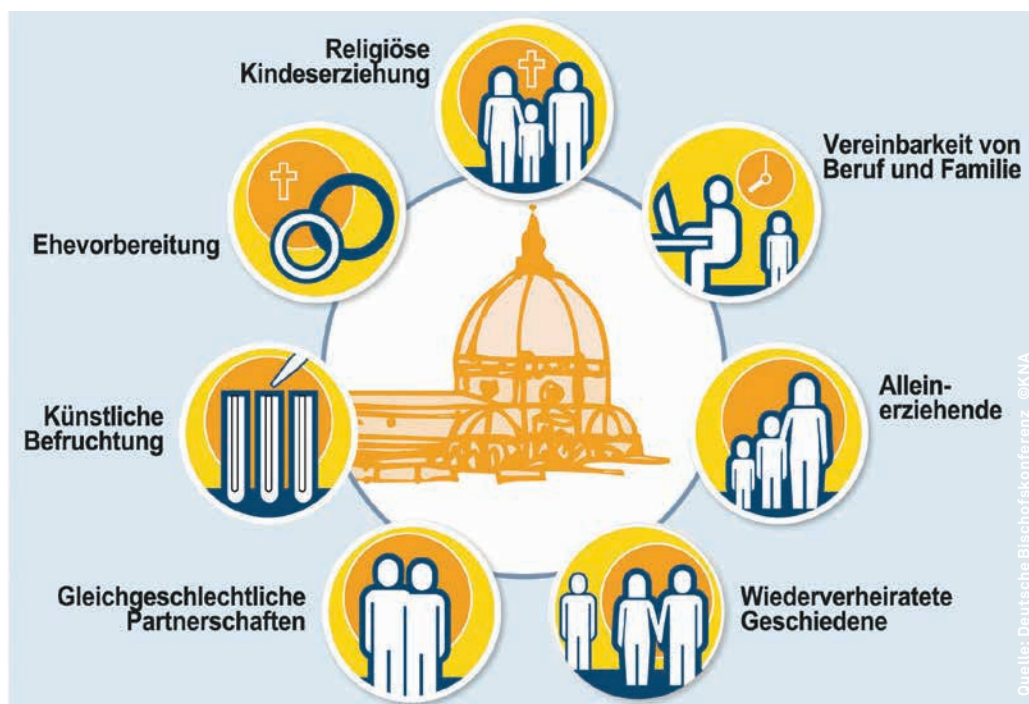 Religiöse
Kindeserziehung
Vereinbarkeit von
Beruf und Familie
Allein-
erziehende
Wiederverheiratete
Geschiedene
Gleichgeschlechtliche
Partnerschaften
Künstliche
Befruchtung
Ehevorbereitung
Quelle: Deutsche Bischofskonferenz, ©KNA